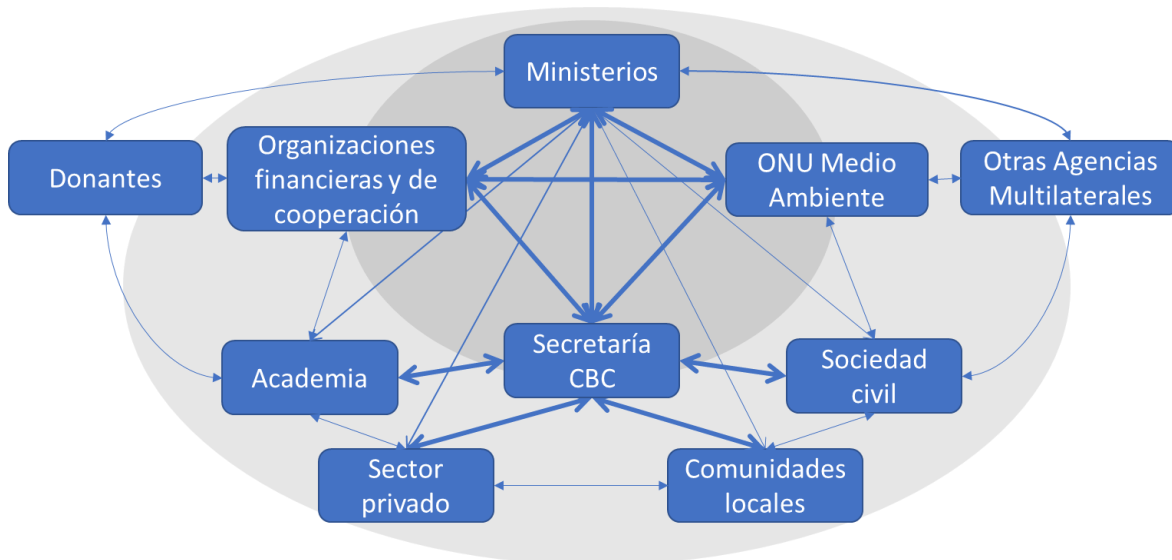 Ministerios
Donantes
Organizaciones
financieras y de
cooperación
ONU Medio
Ambiente
Otras Agencias
Multilaterales
Academia
Secretaría
CBC
Sociedad
civil
Sector
privado
Comunidades
locales